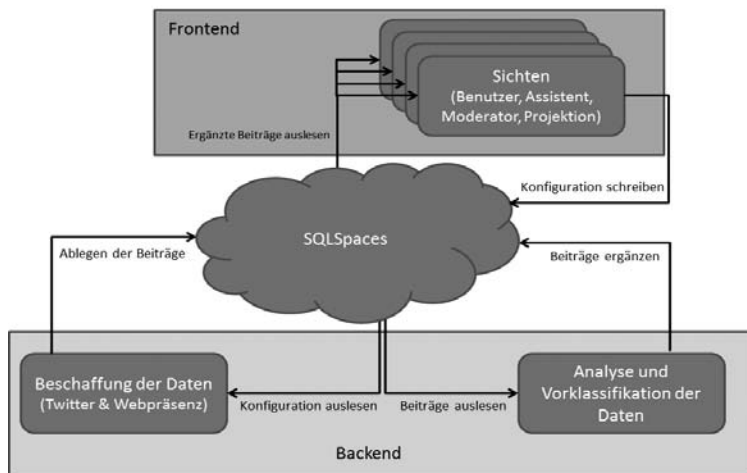 Frontend
Sichten
(Benutzer, Assistent,
Moderator, Projektion)
Ergänzte Beiträge auslesen
Konfiguration schreiben
SQLSpaces
Ablegen der Beiträge
Beiträge ergänzen
Beschaffung der Daten
(Twitter & Webpräsenz)
Konfiguration auslesen
Beiträge auslesen
Analyse und
Vorklassifikation der
Daten
Backend